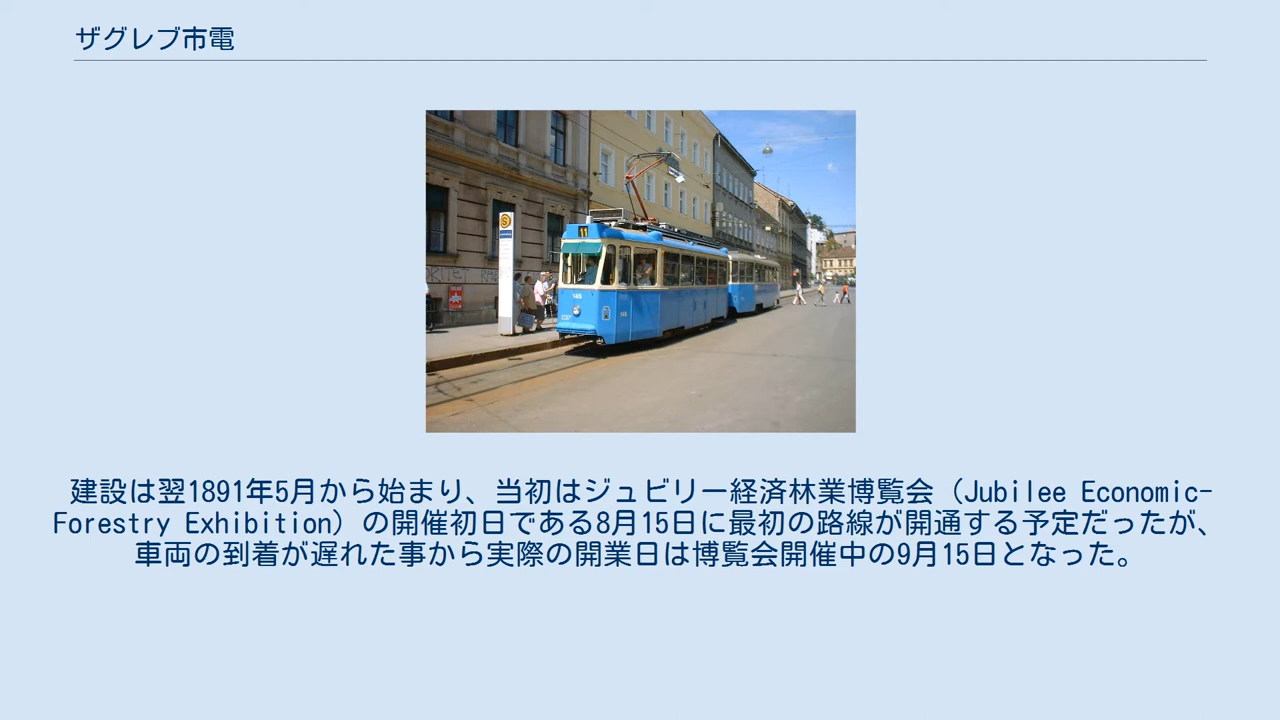 ザグレブ市電
11
S
145
建設は翌1891年5月から始まり、当初はジュビリー経済林業博覧会（Jubilee Economic-
Forestry Exhibition）の開催初日である8月15日に最初の路線が開通する予定だったが、
車両の到着が遅れた事から実際の開業日は博覧会開催中の9月15日となった。